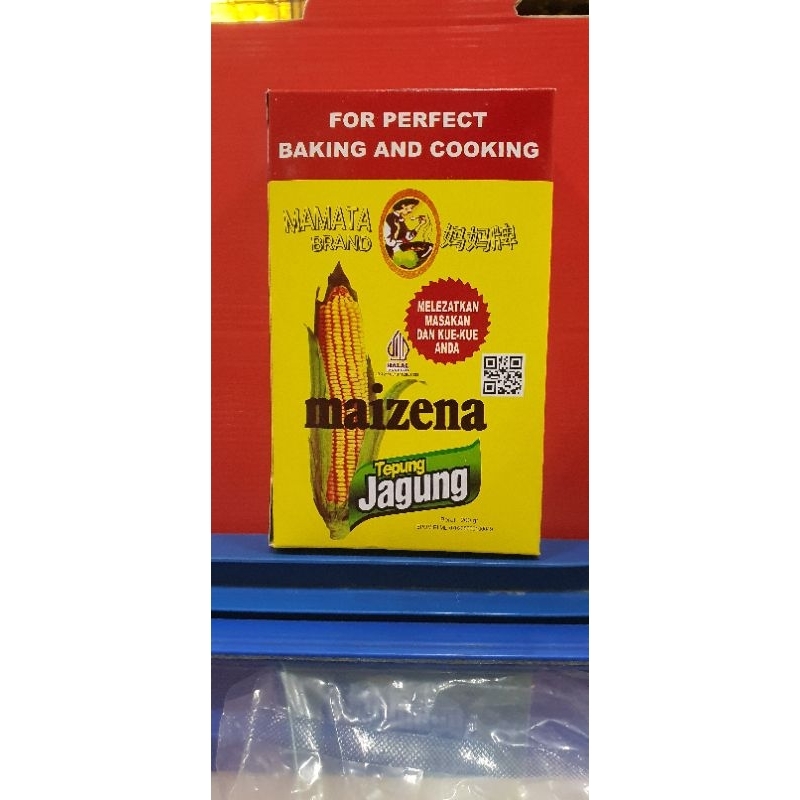 FOR PERFECT
BAKING AND COOKING
MAMATA
BRAND
妈妈牌
MELEZATKAN
MASAKAN
DAN KUE-KUE
ANDA
HALAL
maizena
Tepung
Jagung